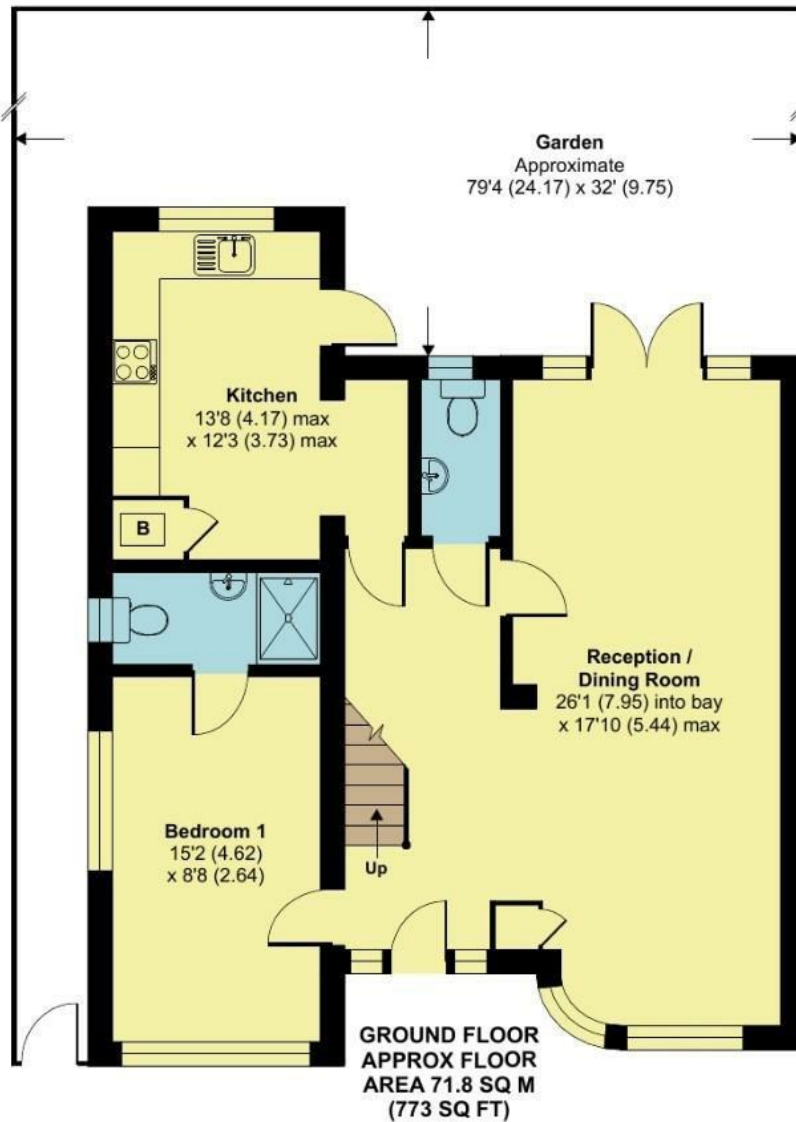 Garden
Approximate
79'4 (24.17) x 32' (9.75)
Kitchen
13'8 (4.17) max
x 12'3 (3.73) max
B
Reception /
Dining Room
26'1 (7.95) into bay
x 17'10 (5.44) max
Bedroom 1
15'2 (4.62)
x 8'8 (2.64)
Up
GROUND FLOOR
APPROX FLOOR
AREA 71.8 SQ M
(773 SQ FT)